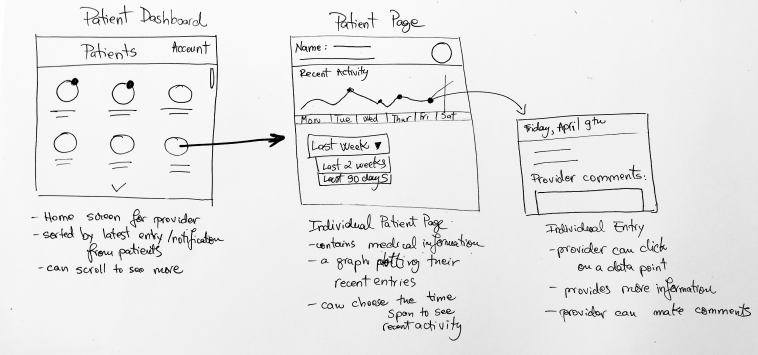 Patient Dashboard
Patients Account
- Home screen for provider
- sorted by latest entry/notification
from patients
- can scroll to see more
Patient Page
Name:
Recent Activity
Mon Tue Wed Thur Fri Sat
Last week ▼
Last 2 weeks
Last 90 days
Individual Patient Page
- contains medical information
- a graph plotting their
recent entries
- can choose the time
span to see
recent activity
Friday, April 9th
Provider comments:
Individual Entry
- provider can click
on a data point
- provides more information
- provider can make comments